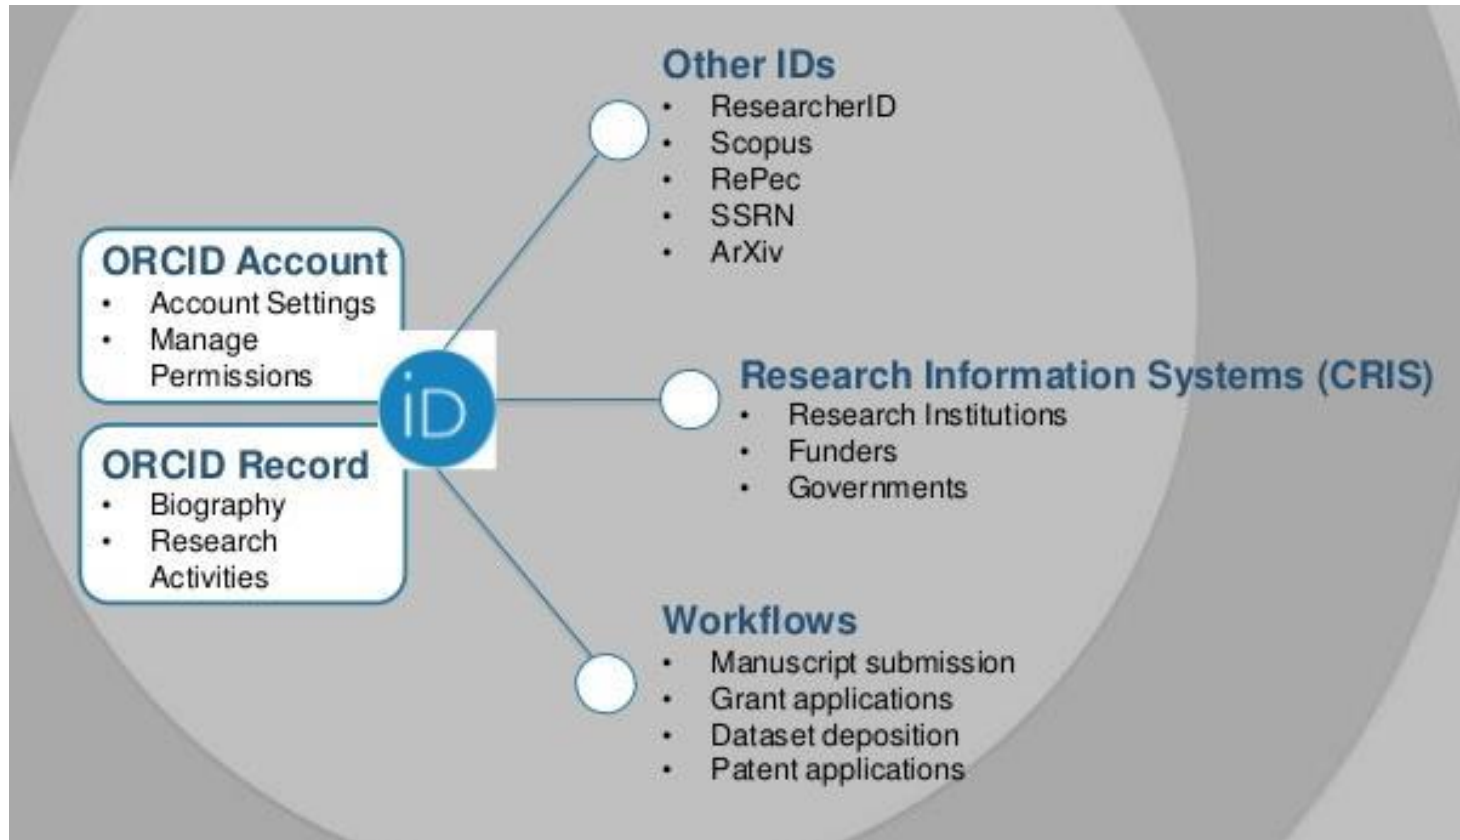 Other IDs
• ResearcherID
• Scopus
• RePec
• SSRN
• ArXiv
ORCID Account
• Account Settings
• Manage
Permissions
iD
ORCID Record
• Biography
• Research
Activities
Research Information Systems (CRIS)
• Research Institutions
• Funders
• Governments
Workflows
• Manuscript submission
• Grant applications
• Dataset deposition
• Patent applications